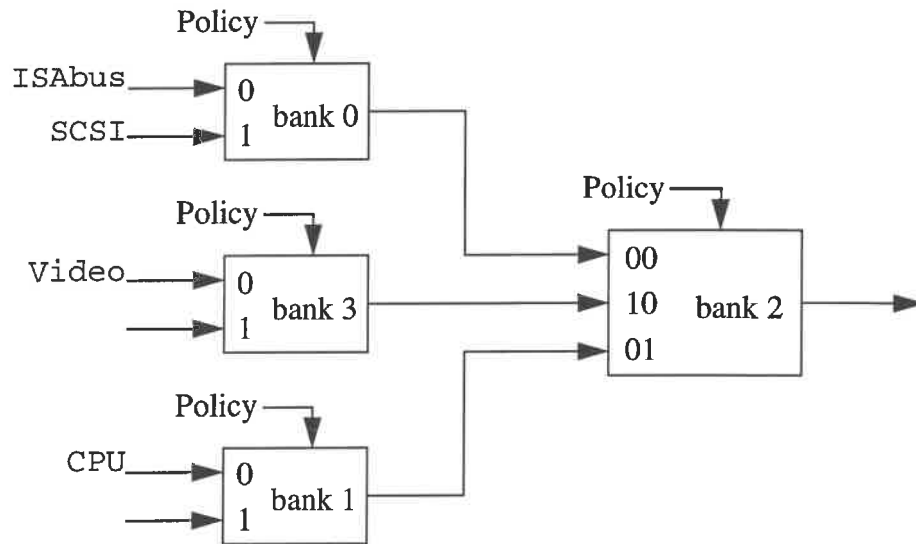 Policy
ISAbus
0
bank 0
SCSI
1
Policy
Video
0
bank 3
1
Policy
CPU
0
bank 1
1
Policy
00
10
bank 2
01